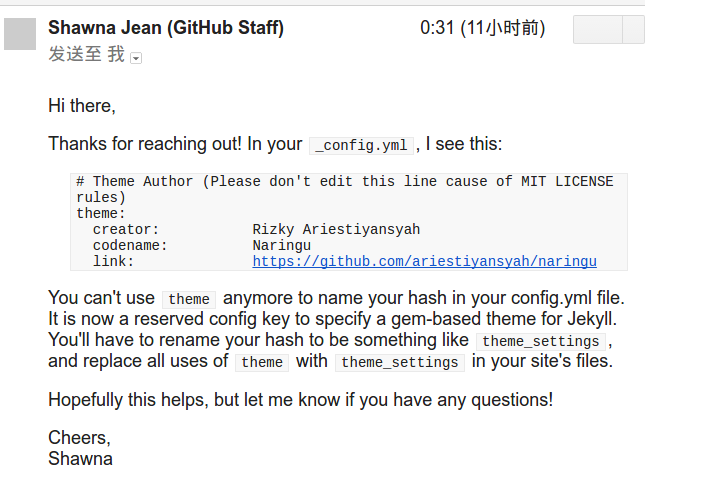 Shawna Jean (GitHub Staff) 0:31 (11小时前)
发送至 我
Hi there,
Thanks for reaching out! In your _config.yml , I see this:
# Theme Author (Please don't edit this line cause of MIT LICENSE
rules)
theme:
  creator:           Rizky Ariestiyansyah
  codename:          Naringu
  link:              https://github.com/ariestiyansyah/naringu
You can't use theme anymore to name your hash in your config.yml file.
It is now a reserved config key to specify a gem-based theme for Jekyll.
You'll have to rename your hash to be something like theme_settings ,
and replace all uses of theme with theme_settings in your site's files.
Hopefully this helps, but let me know if you have any questions!
Cheers,
Shawna